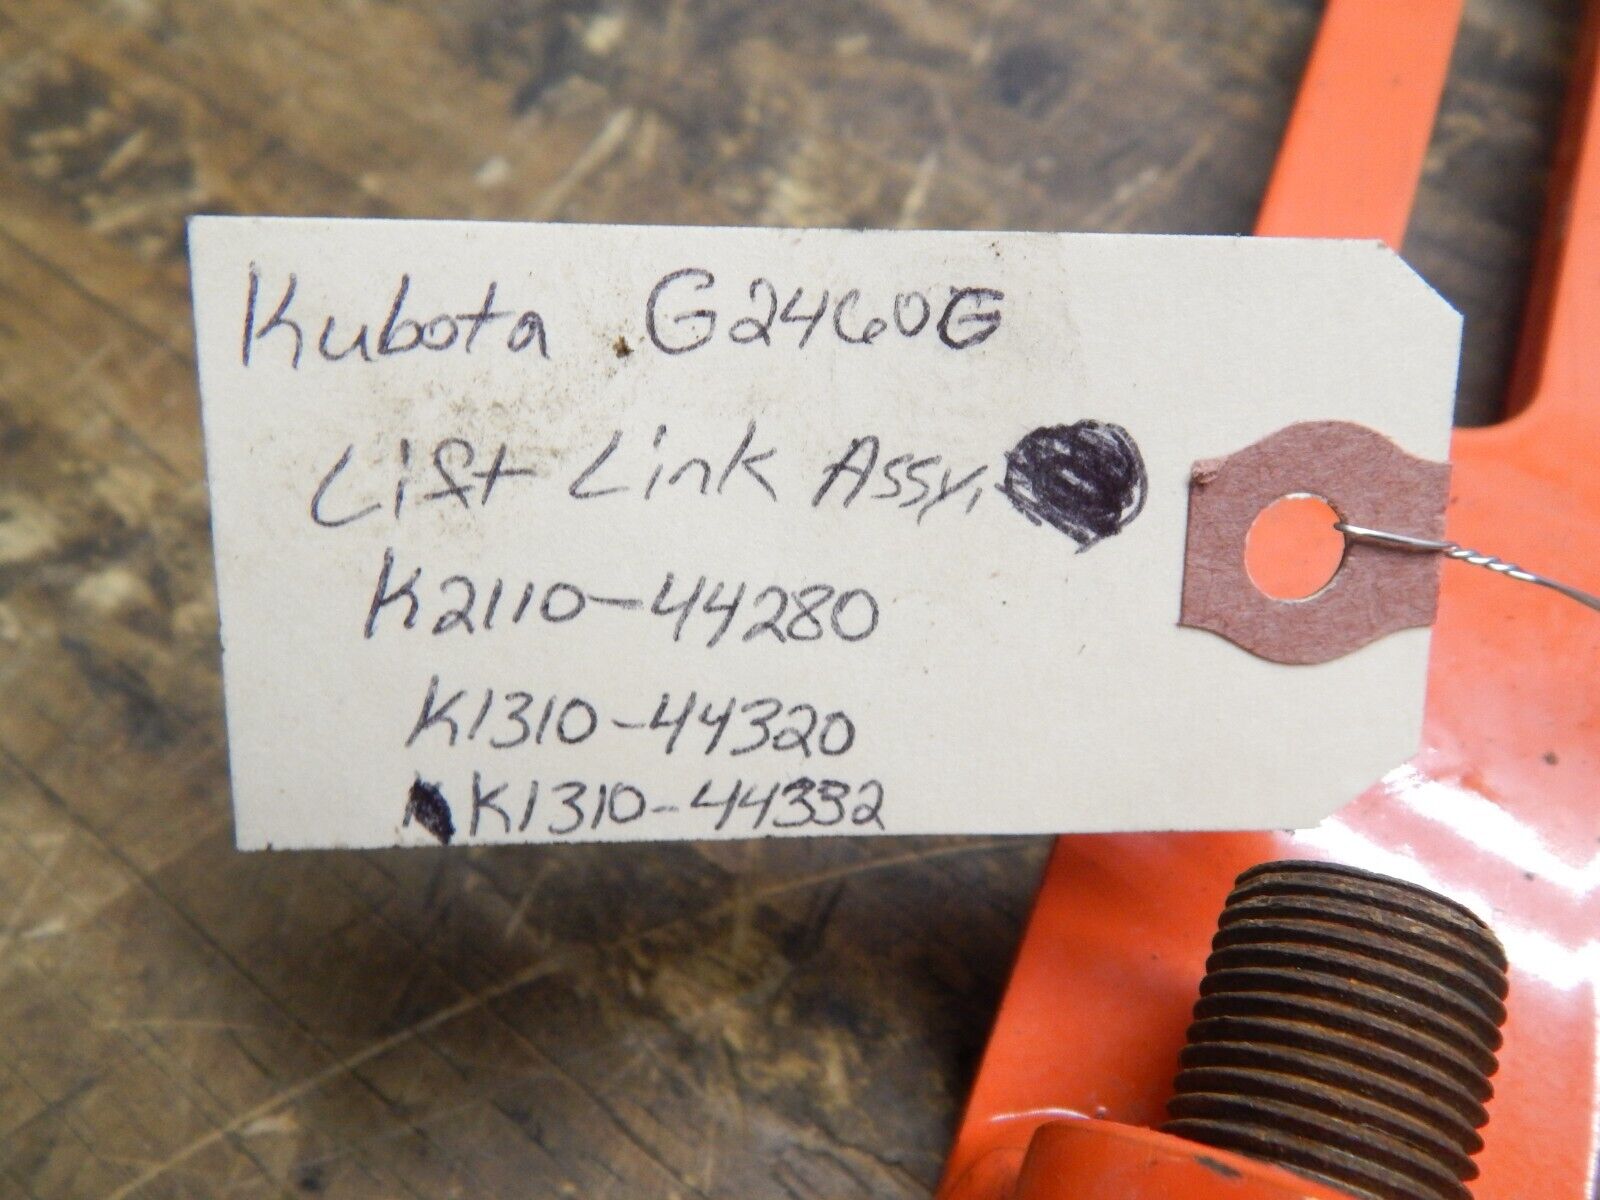 Kubota G2460G
Lift Link Assy.
K2110-44280
K1310-44320
K1310-44332